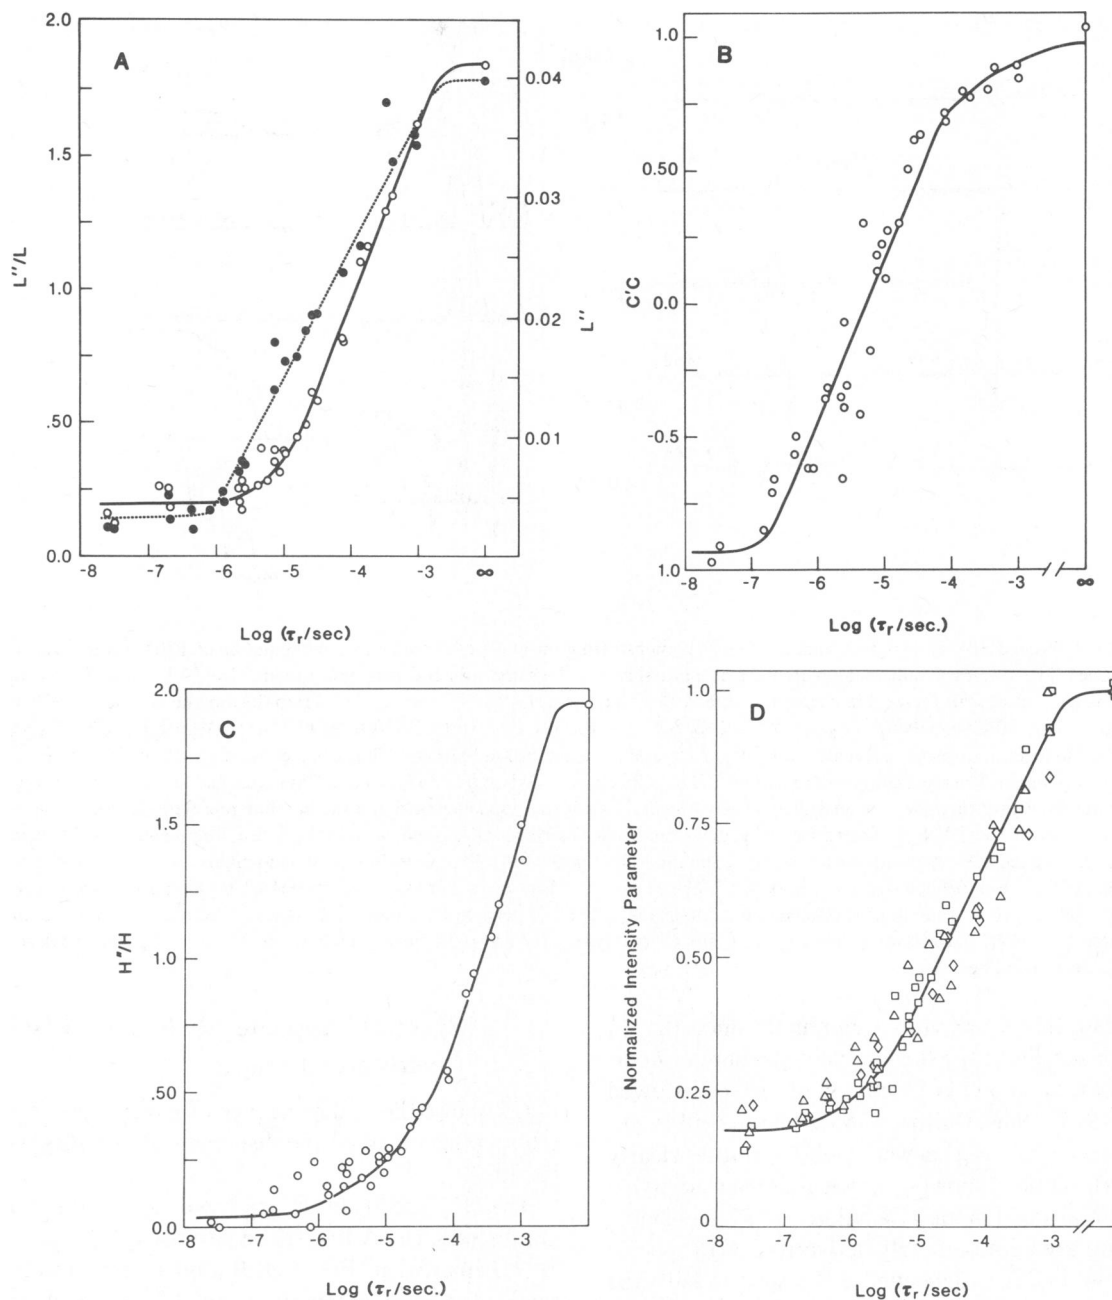 A
2.0
1.5
1.0
.50
0.0
L″/L
0.04
0.03
0.02
0.01
L″
-8 -7 -6 -5 -4 -3 ∞
Log (τr/sec)
B
1.0
0.50
0.0
-0.5
1.0
C'C
-8 -7 -6 -5 -4 -3 ∞
Log (τr/sec.)
C
2.0
1.5
1.0
.50
0.0
H″/H
-8 -7 -6 -5 -4 -3 -2
Log (τr/sec.)
D
1.0
0.75
0.50
0.25
0
Normalized Intensity Parameter
-8 -7 -6 -5 -4 -3
Log (τr/sec)